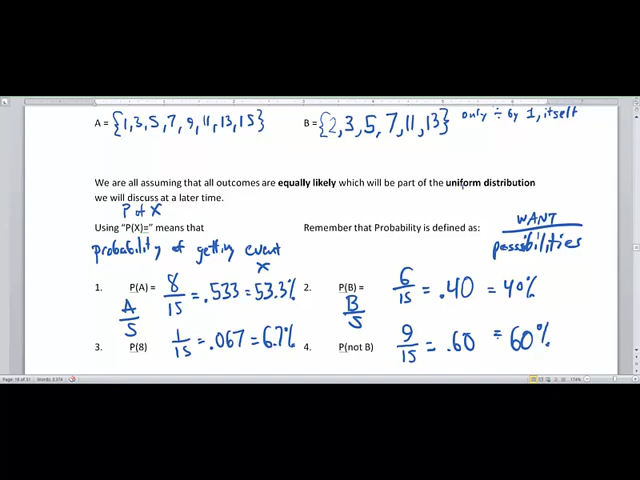 A = {1,3,5,7,9,11,13,15}
B = {2,3,5,7,11,13}
only ÷ by 1, itself
We are all assuming that all outcomes are equally likely which will be part of the uniform distribution
we will discuss at a later time.
P of X
Using "P(X)=" means that
probability of getting event
X
Remember that Probability is defined as:
WANT
possibilities
1. P(A) = 8/15 = .533 = 53.3%
A/S
2. P(B) = 6/15 = .40 = 40%
B/S
3. P(8) 1/15 = .067 = 6.7%
4. P(not B) 9/15 = .60 = 60%